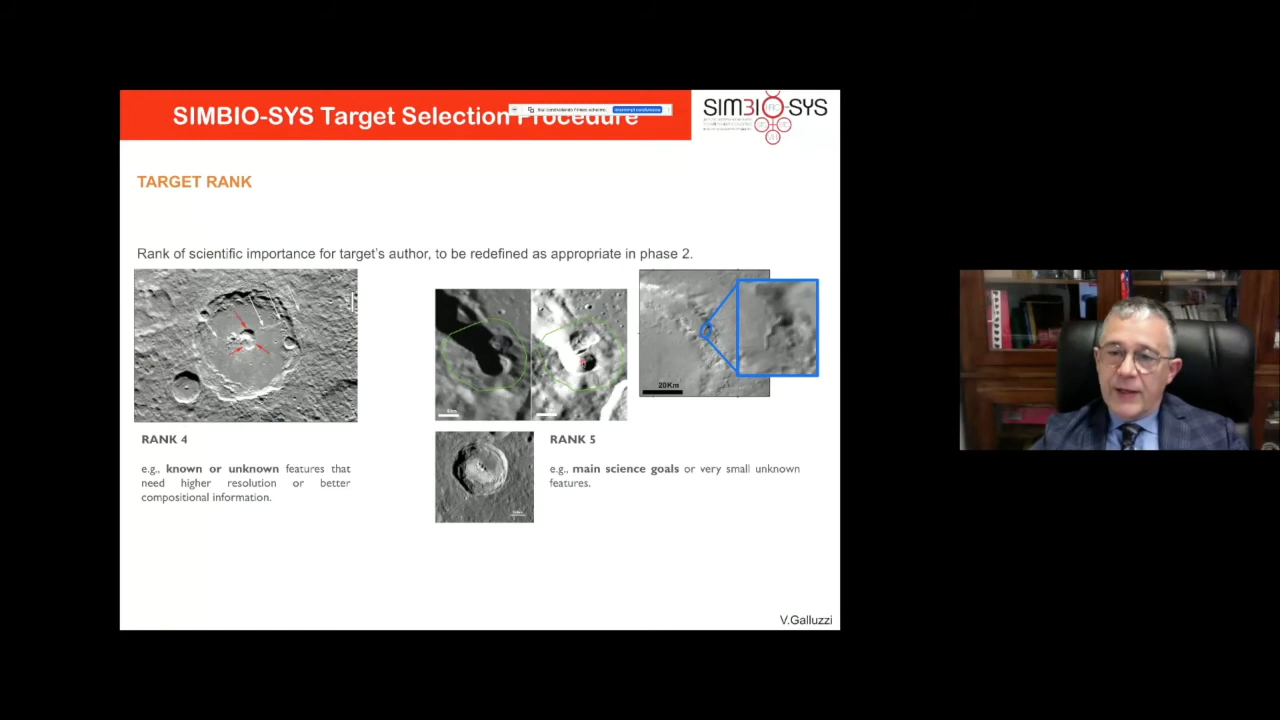 SIMBIO-SYS Target Selection Procedure
SIMBIO-SYS
TARGET RANK
Rank of scientific importance for target's author, to be redefined as appropriate in phase 2.
20Km
RANK 4
e.g., known or unknown features that
need higher resolution or better
compositional information.
RANK 5
e.g., main science goals or very small unknown
features.
V.Galluzzi